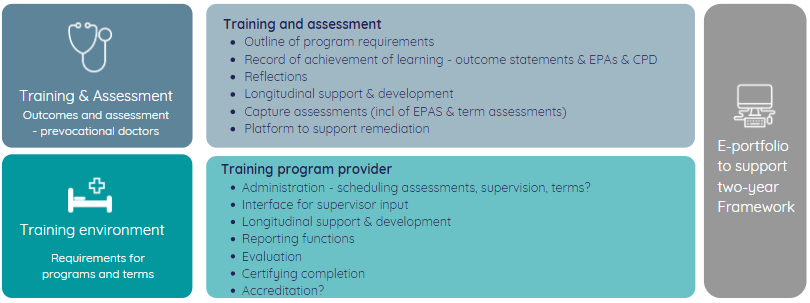 Training & Assessment
Outcomes and assessment
- prevocational doctors
Training and assessment
• Outline of program requirements
• Record of achievement of learning - outcome statements & EPAs & CPD
• Reflections
• Longitudinal support & development
• Capture assessments (incl of EPAS & term assessments)
• Platform to support remediation
Training environment
Requirements for
programs and terms
Training program provider
• Administration - scheduling assessments, supervision, terms?
• Interface for supervisor input
• Longitudinal support & development
• Reporting functions
• Evaluation
• Certifying completion
• Accreditation?
E-portfolio
to support
two-year
Framework